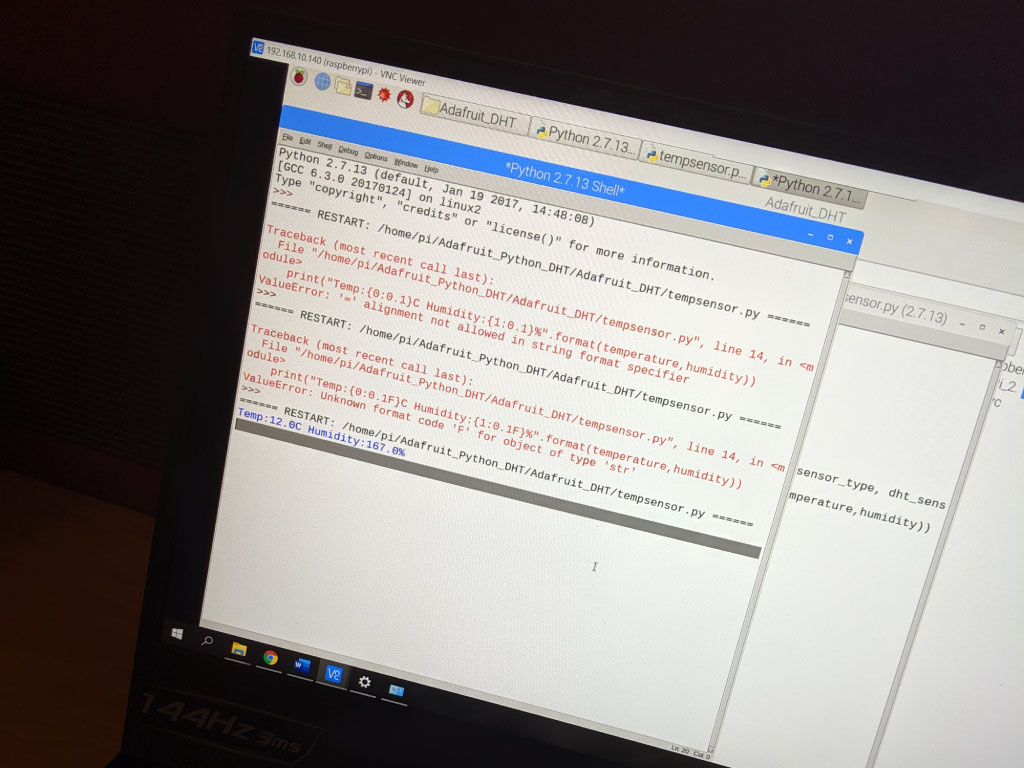 192.168.10.140 (raspberrypi) - VNC Viewer
Adafruit_DHT
Python 2.7.13...
tempsensor.p...
*Python 2.7.1...
Adafruit_DHT
*Python 2.7.13 Shell*
File Edit Shell Debug Options Window Help
Python 2.7.13 (default, Jan 19 2017, 14:48:08)
[GCC 6.3.0 20170124] on linux2
Type "copyright", "credits" or "license()" for more information.
>>>
====== RESTART: /home/pi/Adafruit_Python_DHT/Adafruit_DHT/tempsensor.py ======
Traceback (most recent call last):
File "/home/pi/Adafruit_Python_DHT/Adafruit_DHT/tempsensor.py", line 14, in <m
odule>
print("Temp:{0:0.1}C Humidity:{1:0.1}%".format(temperature,humidity))
ValueError: '=' alignment not allowed in string format specifier
>>>
====== RESTART: /home/pi/Adafruit_Python_DHT/Adafruit_DHT/tempsensor.py ======
Traceback (most recent call last):
File "/home/pi/Adafruit_Python_DHT/Adafruit_DHT/tempsensor.py", line 14, in <m
odule>
print("Temp:{0:0.1F}C Humidity:{1:0.1F}%".format(temperature,humidity))
ValueError: Unknown format code 'F' for object of type 'str'
>>>
====== RESTART: /home/pi/Adafruit_Python_DHT/Adafruit_DHT/tempsensor.py ======
Temp:12.0C Humidity:167.0%
ensor.py (2.7.13)
sensor_type, dht_sens
mperature,humidity))
Ln: 20 Col: 0
144Hz 3ms